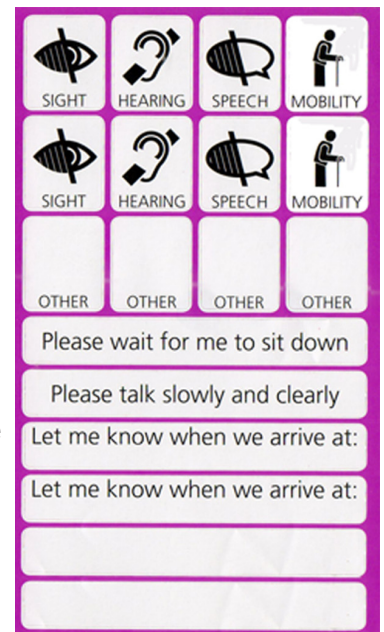 SIGHT HEARING SPEECH MOBILITY
SIGHT HEARING SPEECH MOBILITY
OTHER OTHER OTHER OTHER
Please wait for me to sit down
Please talk slowly and clearly
Let me know when we arrive at:
Let me know when we arrive at: